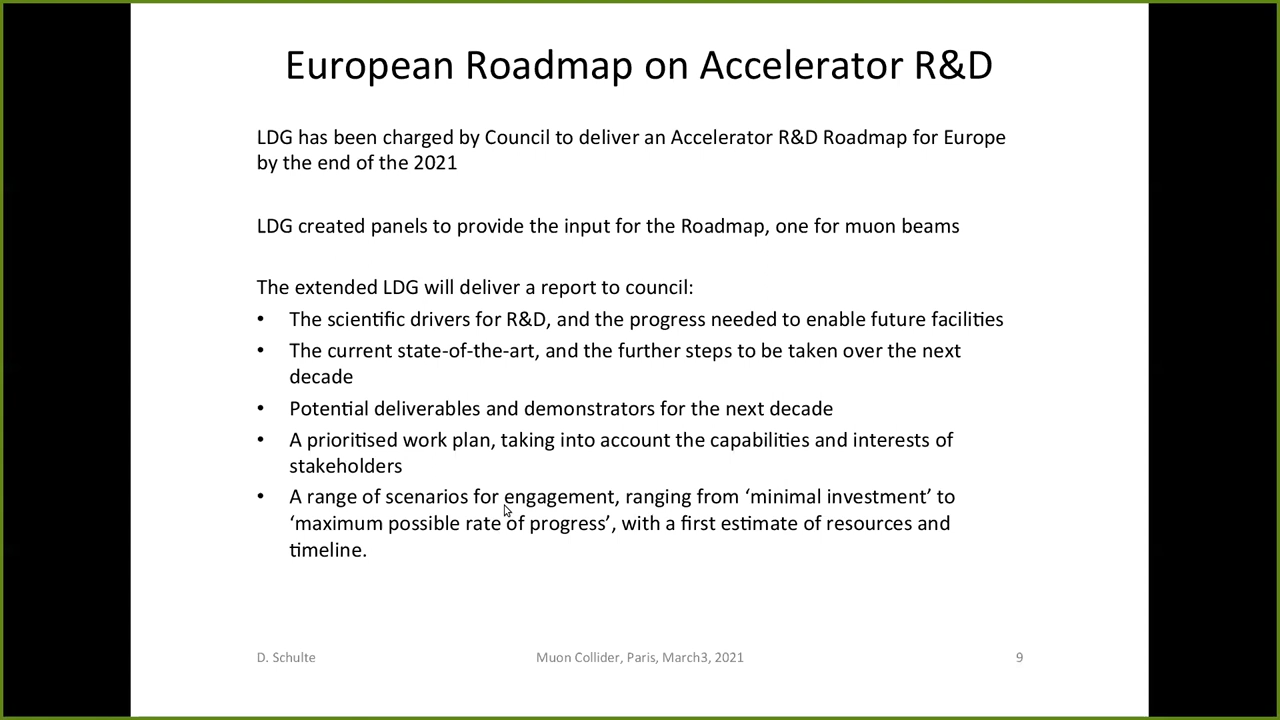 European Roadmap on Accelerator R&D
LDG has been charged by Council to deliver an Accelerator R&D Roadmap for Europe
by the end of the 2021
LDG created panels to provide the input for the Roadmap, one for muon beams
The extended LDG will deliver a report to council:
• The scientific drivers for R&D, and the progress needed to enable future facilities
• The current state-of-the-art, and the further steps to be taken over the next
decade
• Potential deliverables and demonstrators for the next decade
• A prioritised work plan, taking into account the capabilities and interests of
stakeholders
• A range of scenarios for engagement, ranging from ‘minimal investment’ to
‘maximum possible rate of progress’, with a first estimate of resources and
timeline.
D. Schulte
Muon Collider, Paris, March3, 2021
9